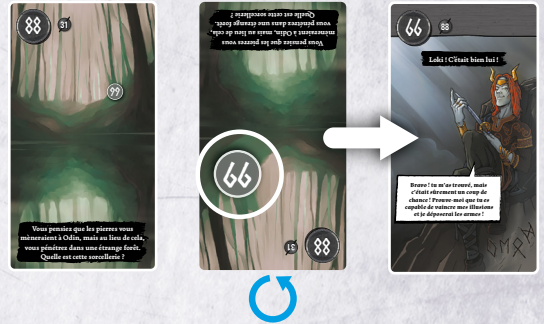 88
31
99
Vous pensiez que les pierres vous
mèneraient à Odin, mais au lieu de cela,
vous pénétrez dans une étrange forêt.
Quelle est cette sorcellerie ?
Vous pensiez que les pierres vous
mèneraient à Odin, mais au lieu de cela,
vous pénétrez dans une étrange forêt.
Quelle est cette sorcellerie ?
66
31
88
66
88
Loki ! C'était bien lui !
Bravo ! tu m'as trouvé, mais
c'était sûrement un coup de
chance ! Prouve-moi que tu es
capable de vaincre mes illusions
et je déposerai les armes !